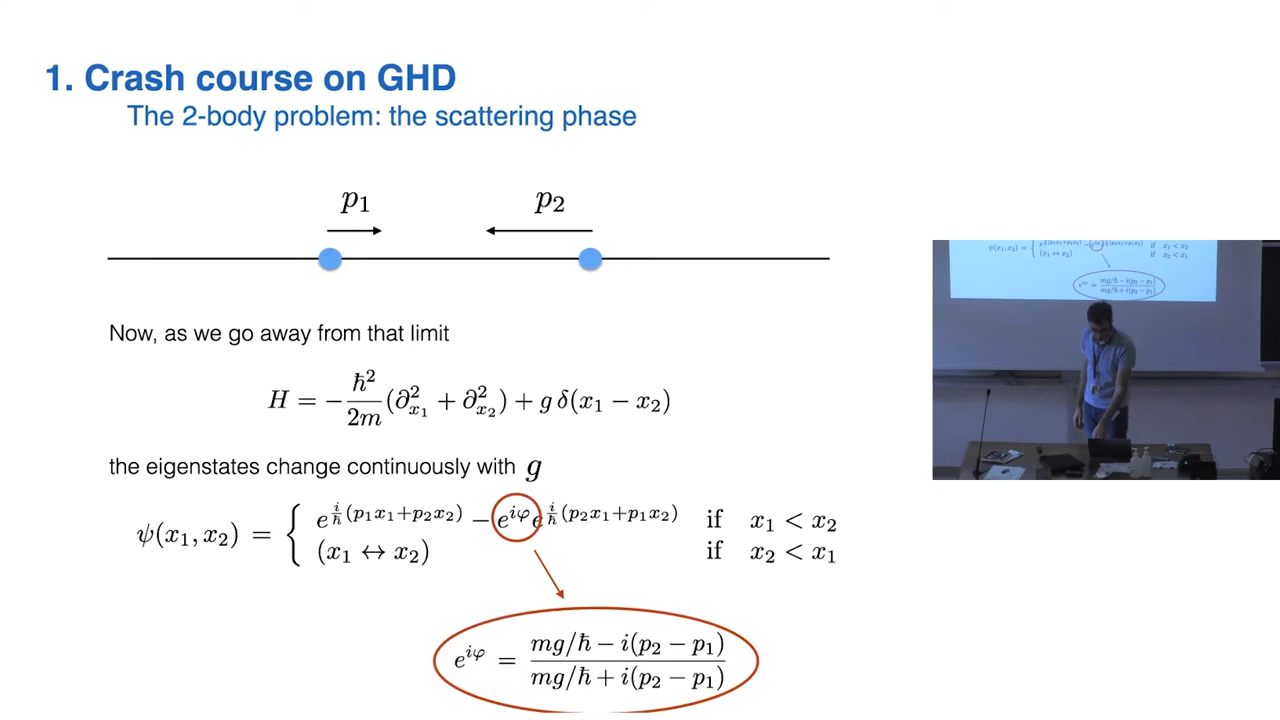 1. Crash course on GHD
The 2-body problem: the scattering phase
p₁ p₂
Now, as we go away from that limit
H = −ℏ²/2m (∂²ₓ₁ + ∂²ₓ₂) + g δ(x₁ − x₂)
the eigenstates change continuously with g
ψ(x₁, x₂) = { e^{i/ℏ(p₁x₁+p₂x₂)} − e^{iφ} e^{i/ℏ(p₂x₁+p₁x₂)} if x₁ < x₂
(x₁ ↔ x₂) if x₂ < x₁
e^{iφ} = (mg/ℏ − i(p₂ − p₁)) / (mg/ℏ + i(p₂ − p₁))